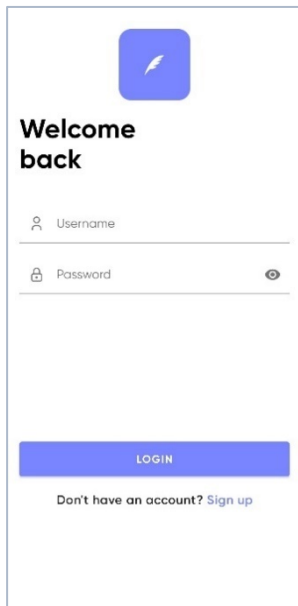 Welcome
back
Username
Password
LOGIN
Don't have an account? Sign up